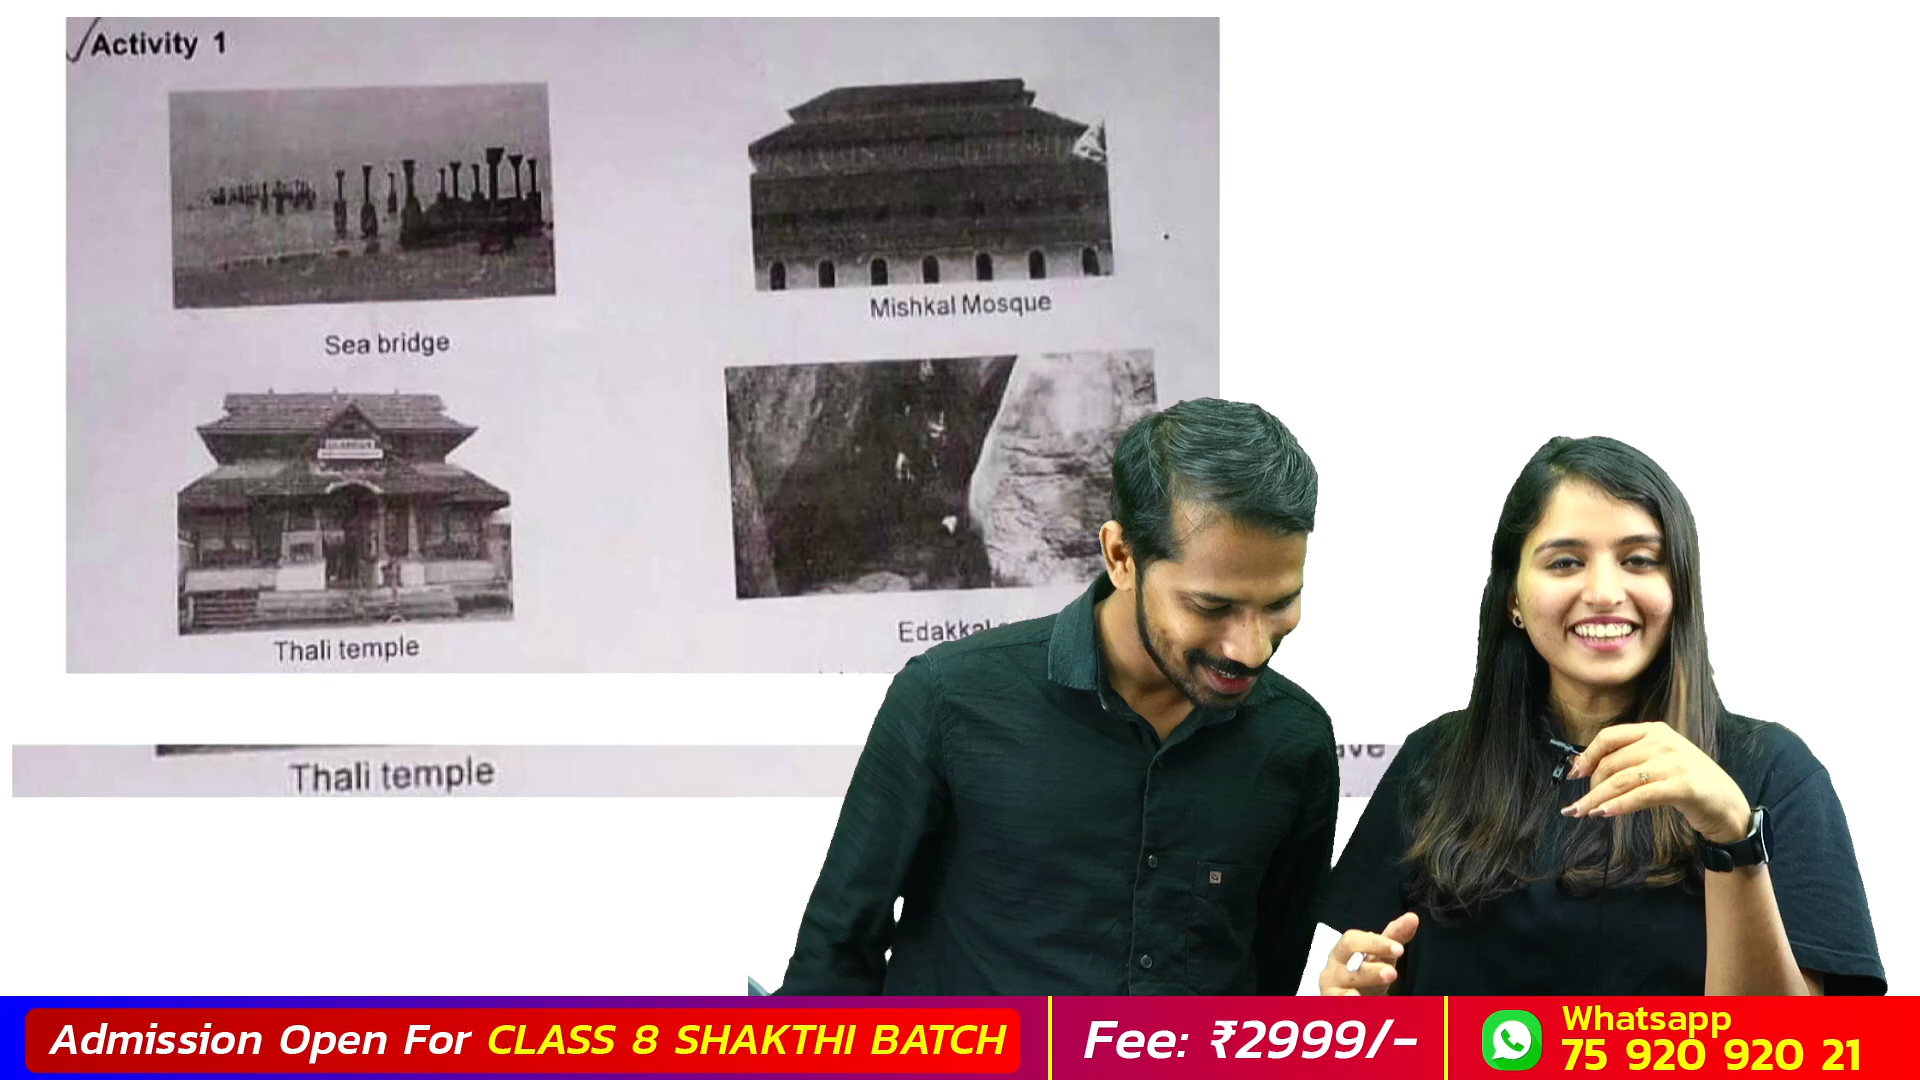 Activity 1
Mishkal Mosque
Sea bridge
Edakkal
Thali temple
Thali temple
Admission Open For CLASS 8 SHAKTHI BATCH
Fee: ₹2999/-
Whatsapp
75 920 920 21